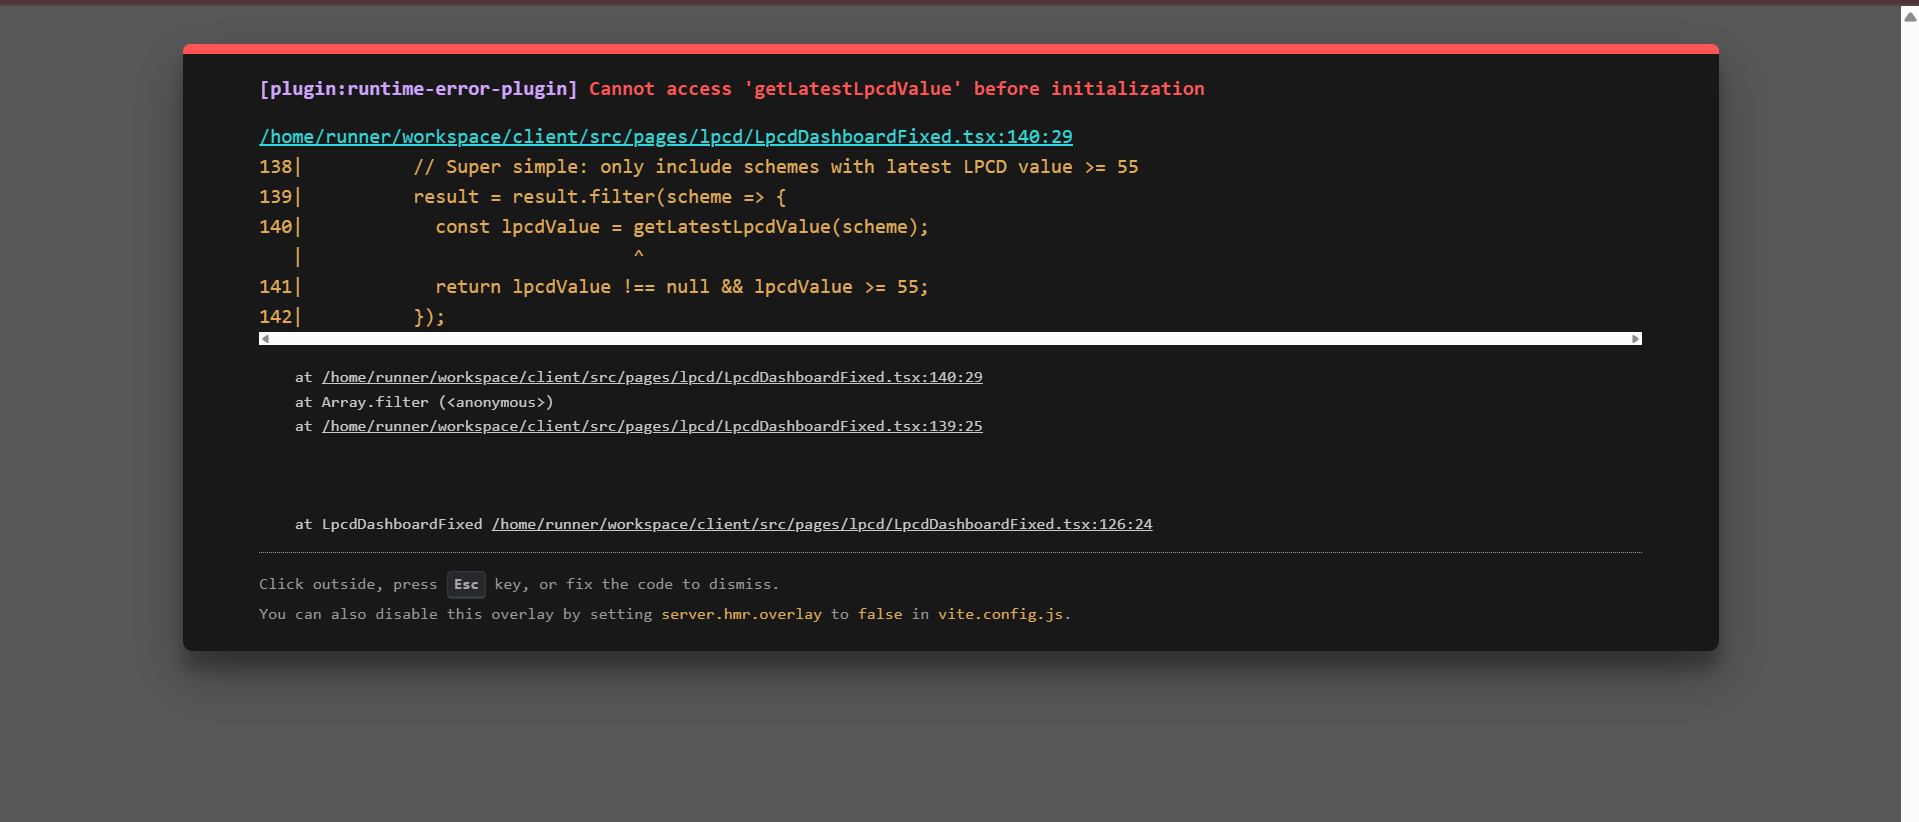 [plugin:runtime-error-plugin] Cannot access 'getLatestLpcdValue' before initialization
/home/runner/workspace/client/src/pages/lpcd/LpcdDashboardFixed.tsx:140:29
138|          // Super simple: only include schemes with latest LPCD value >= 55
139|          result = result.filter(scheme => {
140|            const lpcdValue = getLatestLpcdValue(scheme);
   |                              ^
141|            return lpcdValue !== null && lpcdValue >= 55;
142|          });
at /home/runner/workspace/client/src/pages/lpcd/LpcdDashboardFixed.tsx:140:29
at Array.filter (<anonymous>)
at /home/runner/workspace/client/src/pages/lpcd/LpcdDashboardFixed.tsx:139:25
at LpcdDashboardFixed /home/runner/workspace/client/src/pages/lpcd/LpcdDashboardFixed.tsx:126:24
Click outside, press Esc key, or fix the code to dismiss.
You can also disable this overlay by setting server.hmr.overlay to false in vite.config.js.